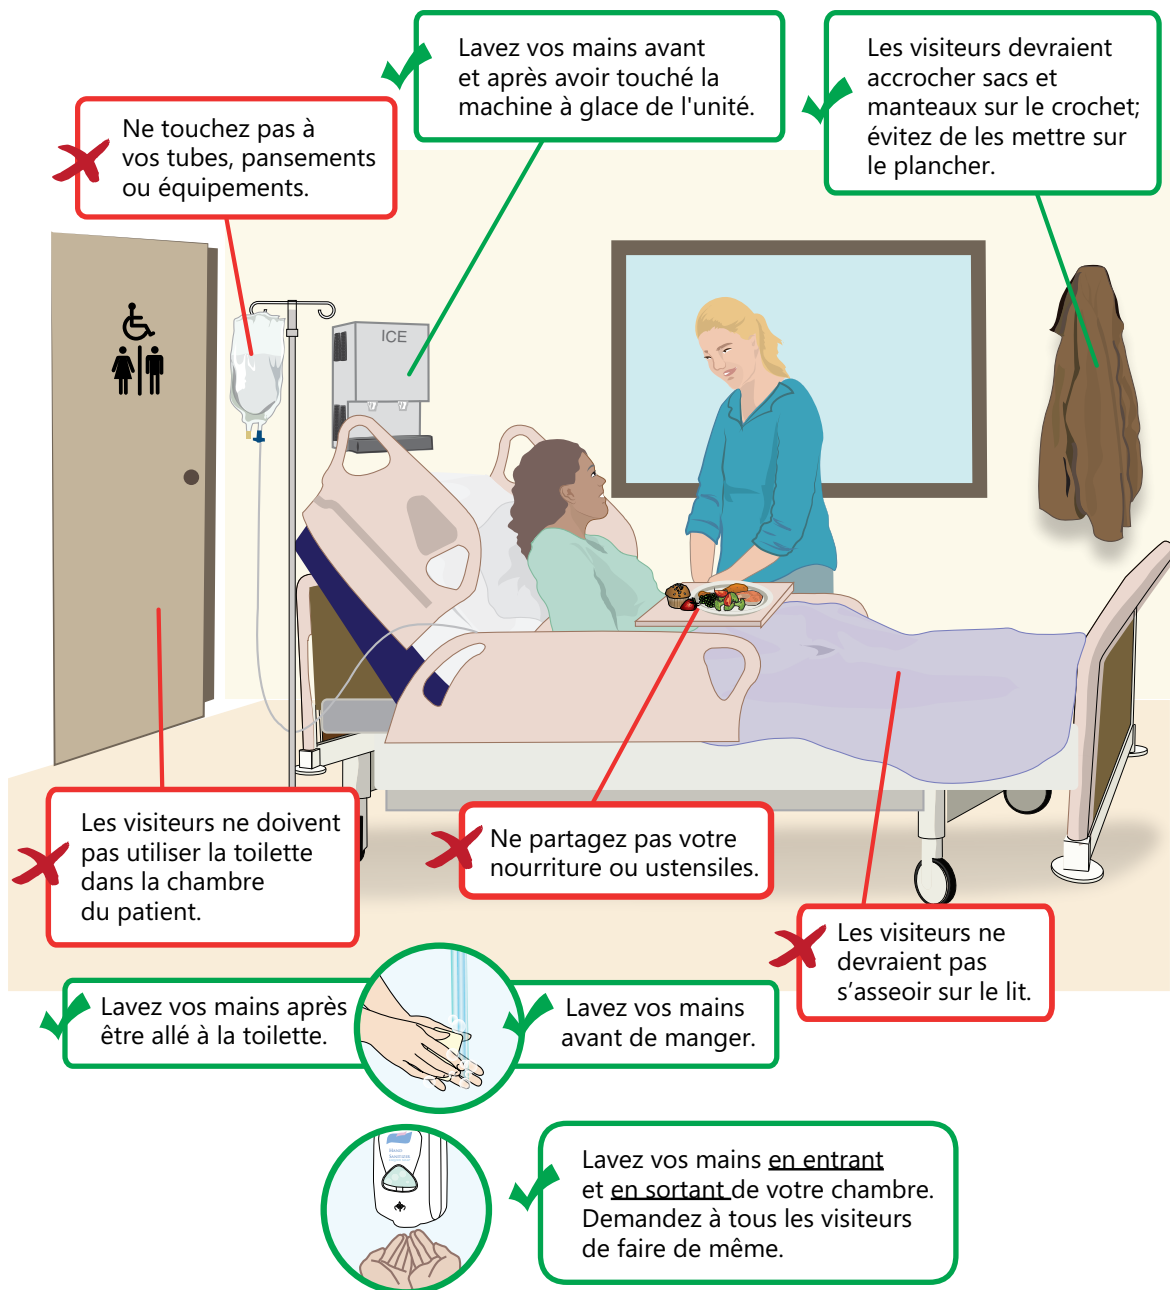 Lavez vos mains avant
et après avoir touché la
machine à glace de l'unité.
Les visiteurs devraient
accrocher sacs et
manteaux sur le crochet;
évitez de les mettre sur
le plancher.
Ne touchez pas à
vos tubes, pansements
ou équipements.
ICE
Les visiteurs ne doivent
pas utiliser la toilette
dans la chambre
du patient.
Ne partagez pas votre
nourriture ou ustensiles.
Les visiteurs ne
devraient pas
s’asseoir sur le lit.
Lavez vos mains après
être allé à la toilette.
Lavez vos mains
avant de manger.
Lavez vos mains en entrant
et en sortant de votre chambre.
Demandez à tous les visiteurs
de faire de même.